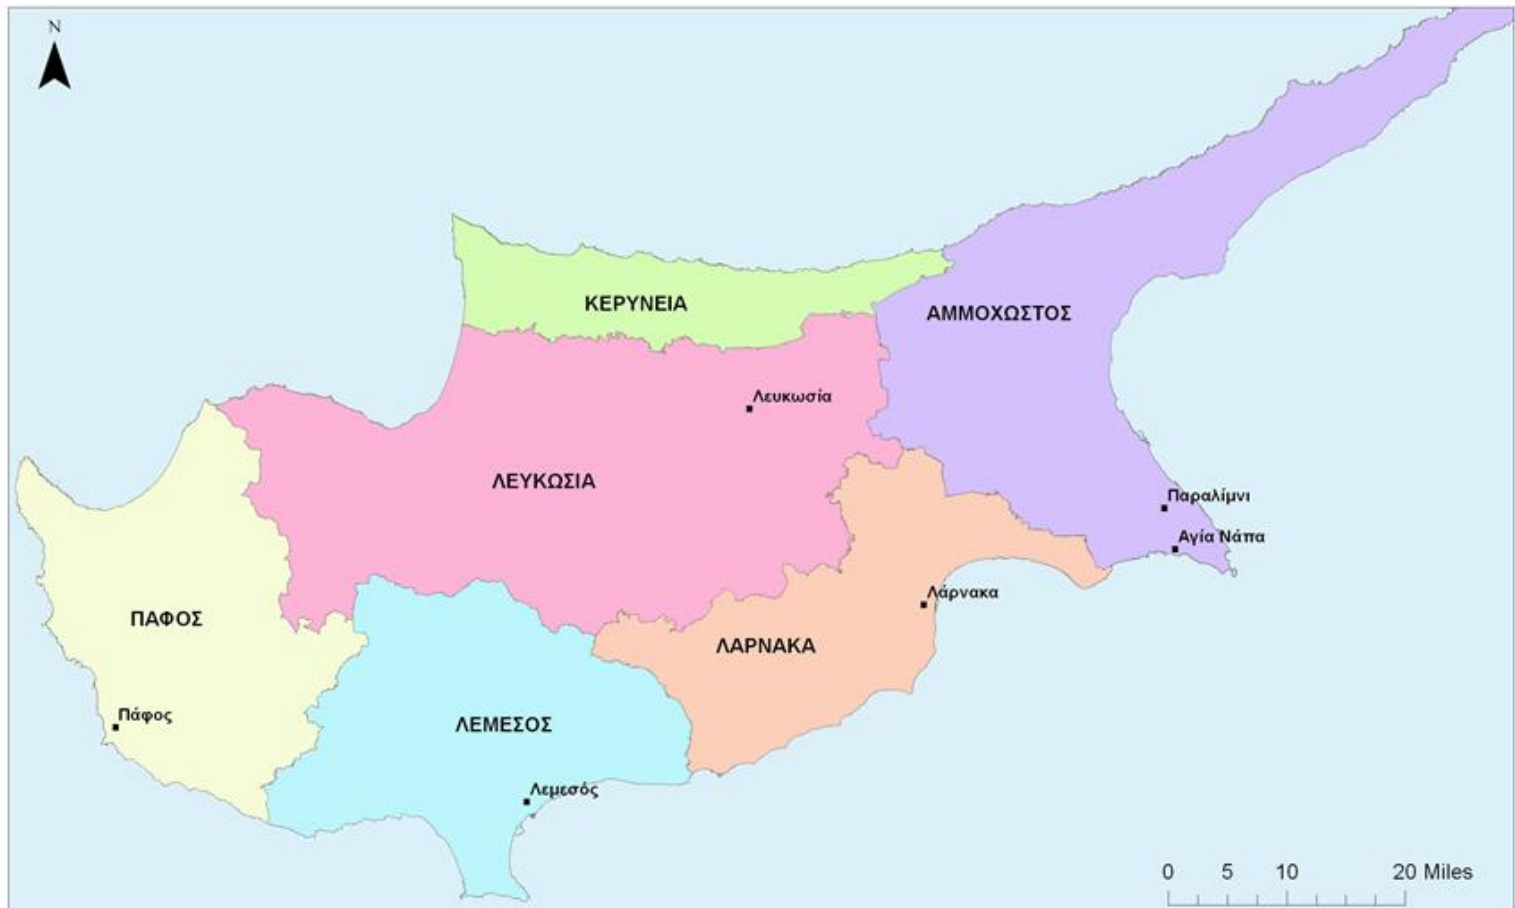 N
ΚΕΡΥΝΕΙΑ
ΑΜΜΟΧΩΣΤΟΣ
Λευκωσία
ΛΕΥΚΩΣΙΑ
Παραλίμνι
Αγία Νάπα
Λάρνακα
ΠΑΦΟΣ
ΛΑΡΝΑΚΑ
Πάφος
ΛΕΜΕΣΟΣ
Λεμεσός
0 5 10 20 Miles